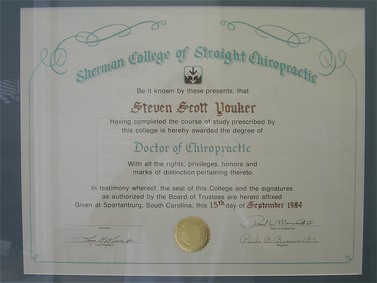 Sherman College of Straight Chiropractic
Be it known by these presents, that
Steven Scott Youker
Having completed the course of study prescribed by
this college is hereby awarded the degree of
Doctor of Chiropractic
With all the rights, privileges, honors and
marks of distinction pertaining thereto.
In testimony whereof, the seal of this College and the signatures
as authorized by the Board of Trustees are hereto affixed
Given at Spartanburg, South Carolina, this 15th day of September 1984